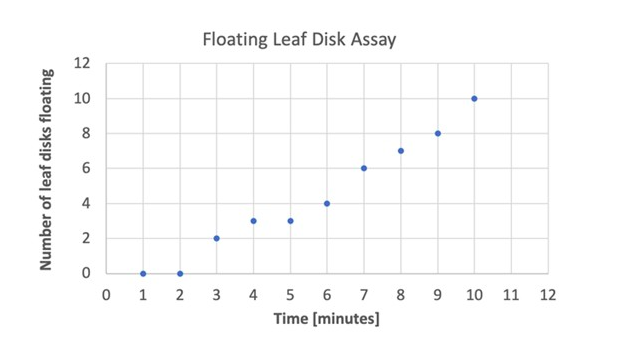 Floating Leaf Disk Assay
Number of leaf disks floating
12
10
8
6
4
2
0
0 1 2 3 4 5 6 7 8 9 10 11 12
Time [minutes]